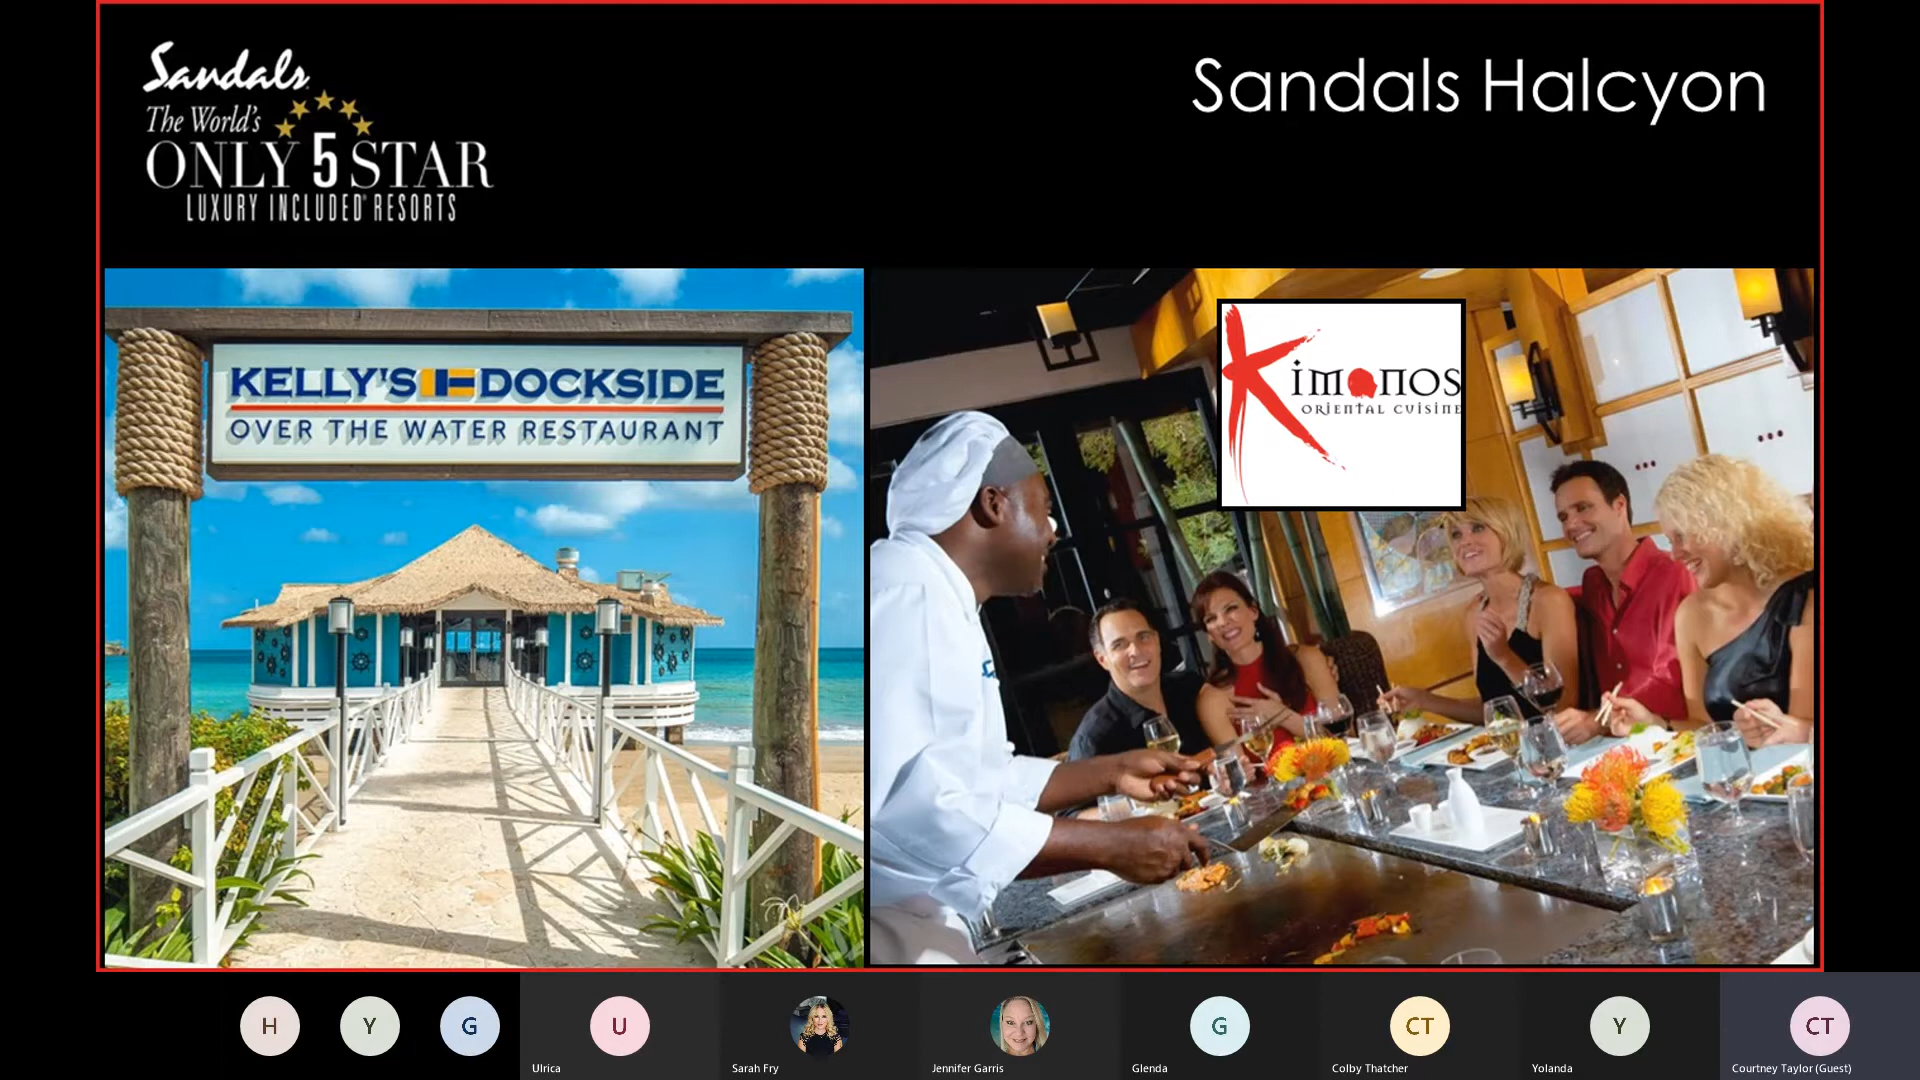 Sandals
The World's
ONLY 5 STAR
LUXURY INCLUDED® RESORTS
Sandals Halcyon
KELLY'S DOCKSIDE
OVER THE WATER RESTAURANT
Kimonos
ORIENTAL CUISINE
H
Y
G
U
G
CT
Y
CT
Ulrica
Sarah Fry
Jennifer Garris
Glenda
Colby Thatcher
Yolanda
Courtney Taylor (Guest)